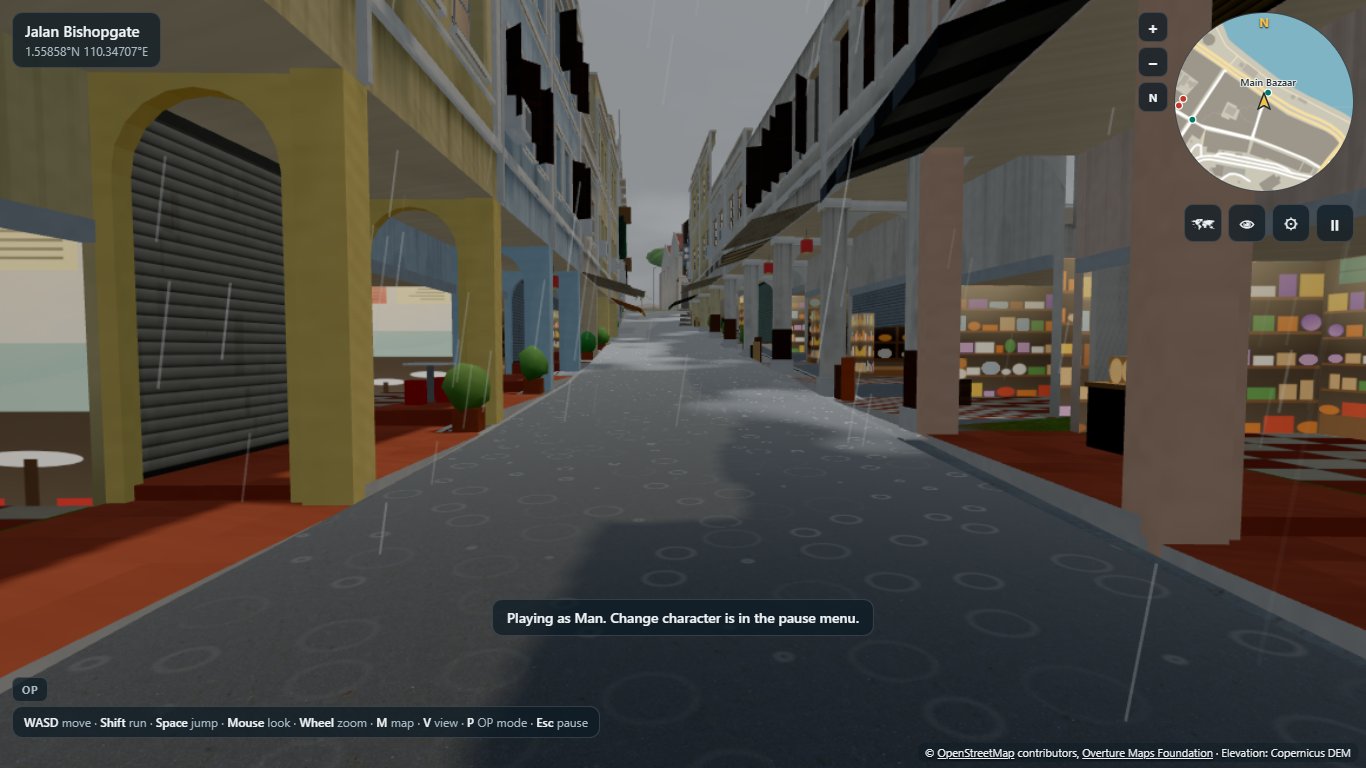 Jalan Bishopgate
1.55858°N 110.34707°E
+
−
N
N
Main Bazaar
Playing as Man. Change character is in the pause menu.
OP
WASD move · Shift run · Space jump · Mouse look · Wheel zoom · M map · V view · P OP mode · Esc pause
© OpenStreetMap contributors, Overture Maps Foundation · Elevation: Copernicus DEM